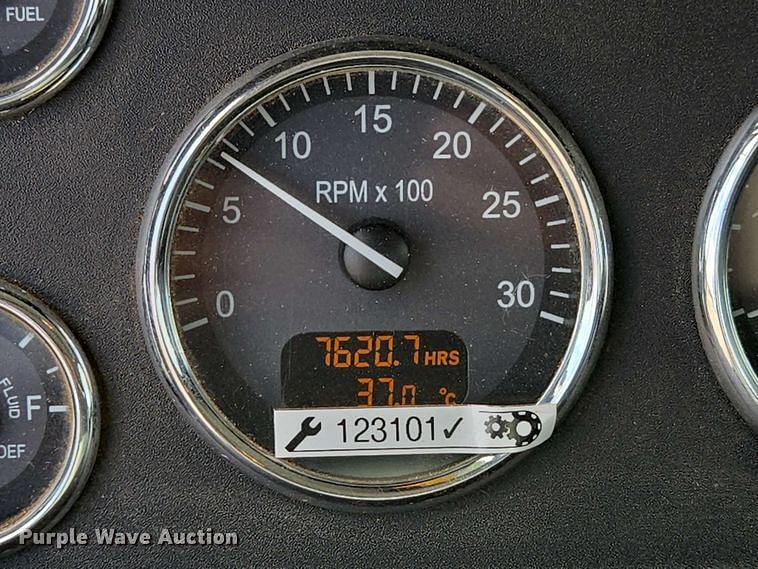 FUEL
15
10
20
RPM x 100
5
25
0
30
7620.7 HRS
37.0 °C
123101✓
FLUID
F
DEF
Purple Wave Auction